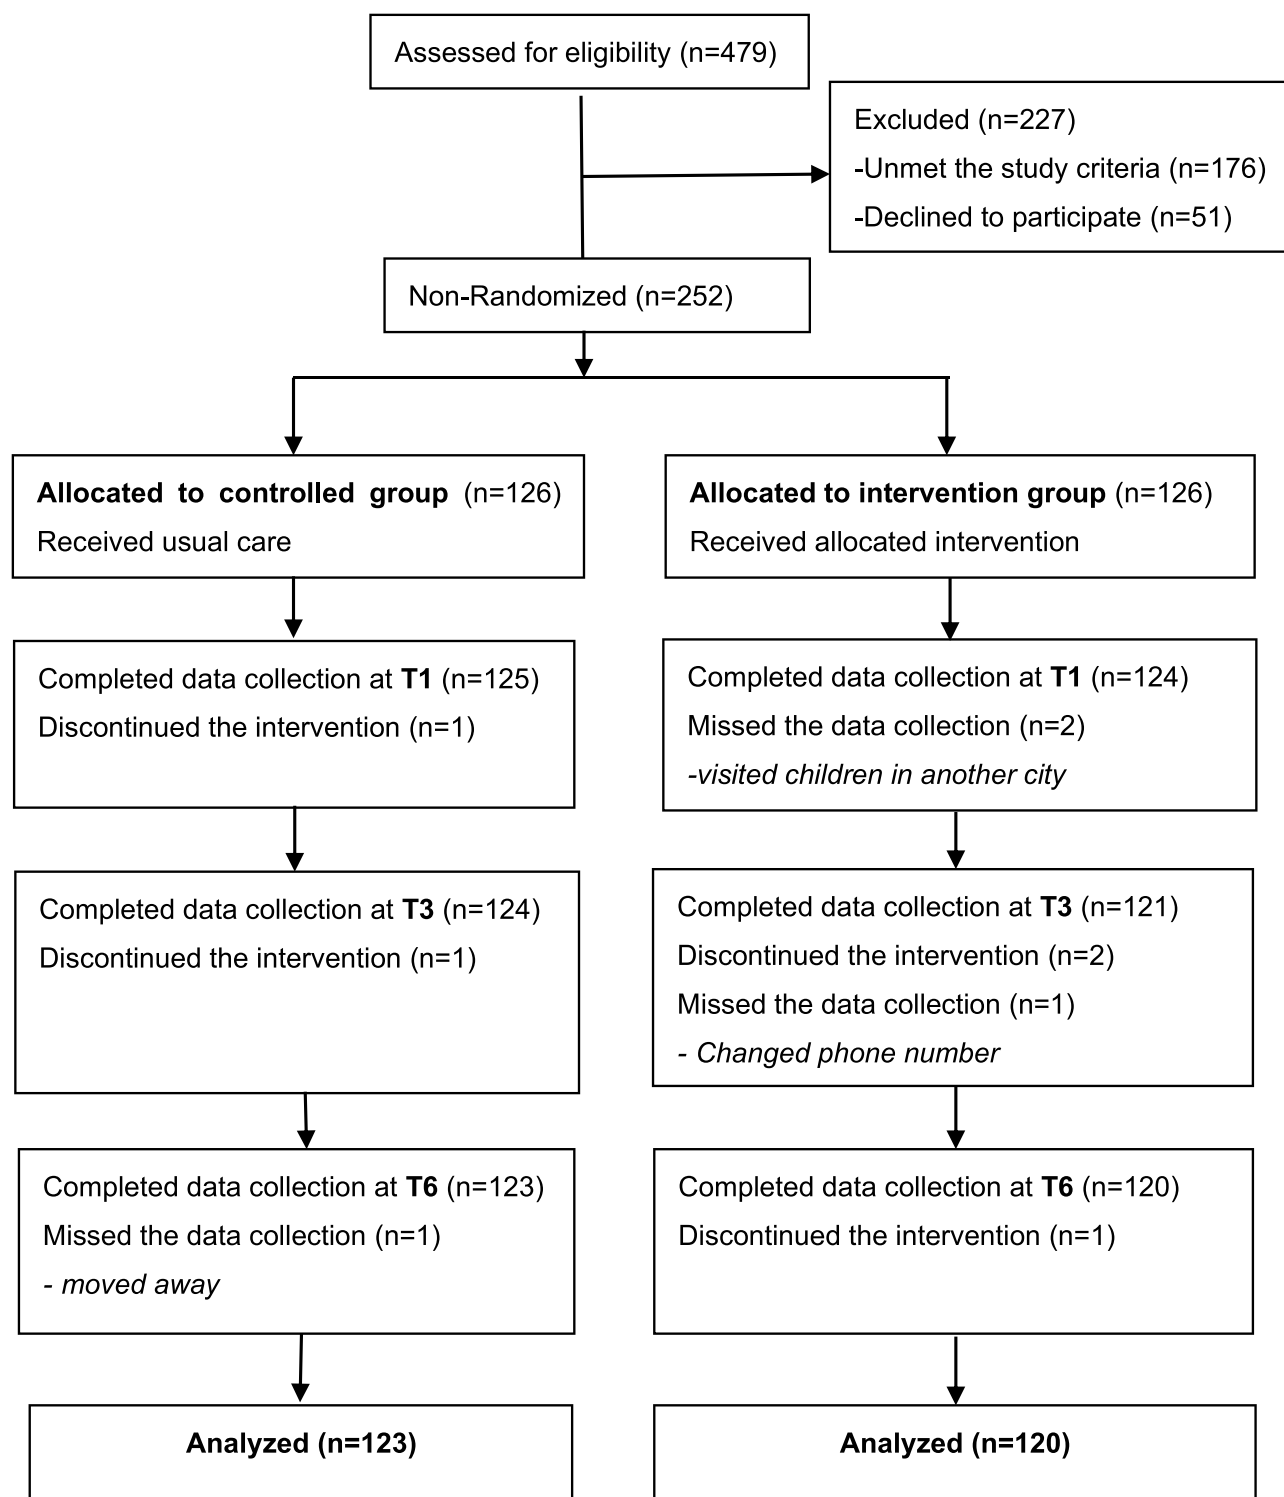 Assessed for eligibility (n=479)
Excluded (n=227)
-Unmet the study criteria (n=176)
-Declined to participate (n=51)
Non-Randomized (n=252)
Allocated to controlled group (n=126)
Received usual care
Allocated to intervention group (n=126)
Received allocated intervention
Completed data collection at T1 (n=125)
Discontinued the intervention (n=1)
Completed data collection at T1 (n=124)
Missed the data collection (n=2)
-visited children in another city
Completed data collection at T3 (n=124)
Discontinued the intervention (n=1)
Completed data collection at T3 (n=121)
Discontinued the intervention (n=2)
Missed the data collection (n=1)
- Changed phone number
Completed data collection at T6 (n=123)
Missed the data collection (n=1)
- moved away
Completed data collection at T6 (n=120)
Discontinued the intervention (n=1)
Analyzed (n=123)
Analyzed (n=120)